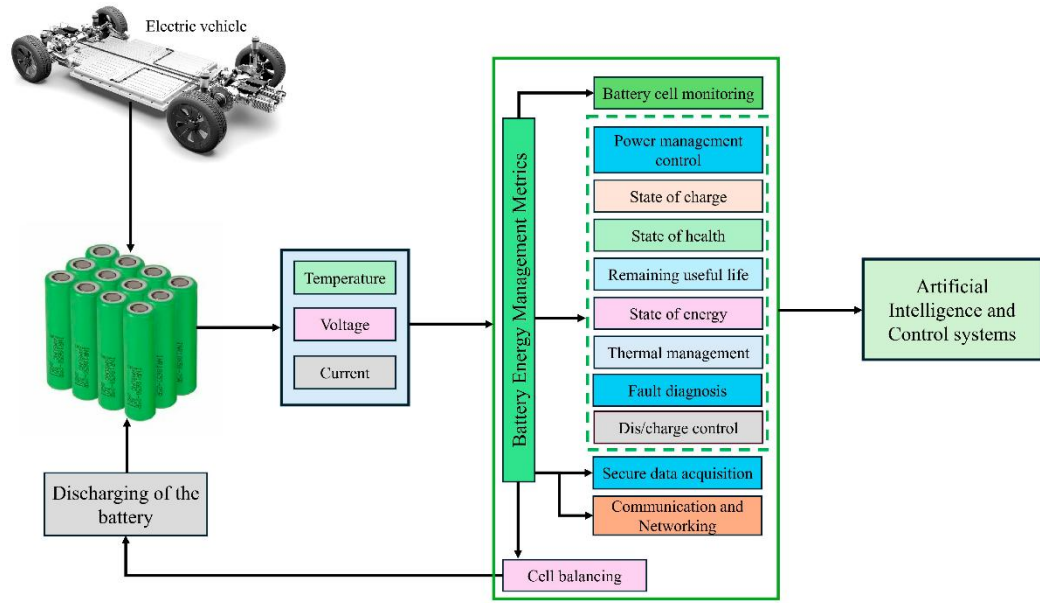 Electric vehicle
Battery cell monitoring
Battery Energy Management Metrics
Power management
control
State of charge
State of health
Remaining useful life
State of energy
Thermal management
Fault diagnosis
Dis/charge control
Secure data acquisition
Communication and
Networking
Cell balancing
Temperature
Voltage
Current
Artificial
Intelligence and
Control systems
Discharging of the
battery